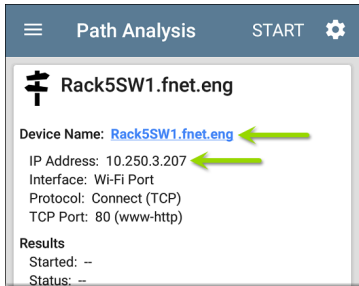 Path Analysis START
Rack5SW1.fnet.eng
Device Name: Rack5SW1.fnet.eng
IP Address: 10.250.3.207
Interface: Wi-Fi Port
Protocol: Connect (TCP)
TCP Port: 80 (www-http)
Results
Started: --
Status: --